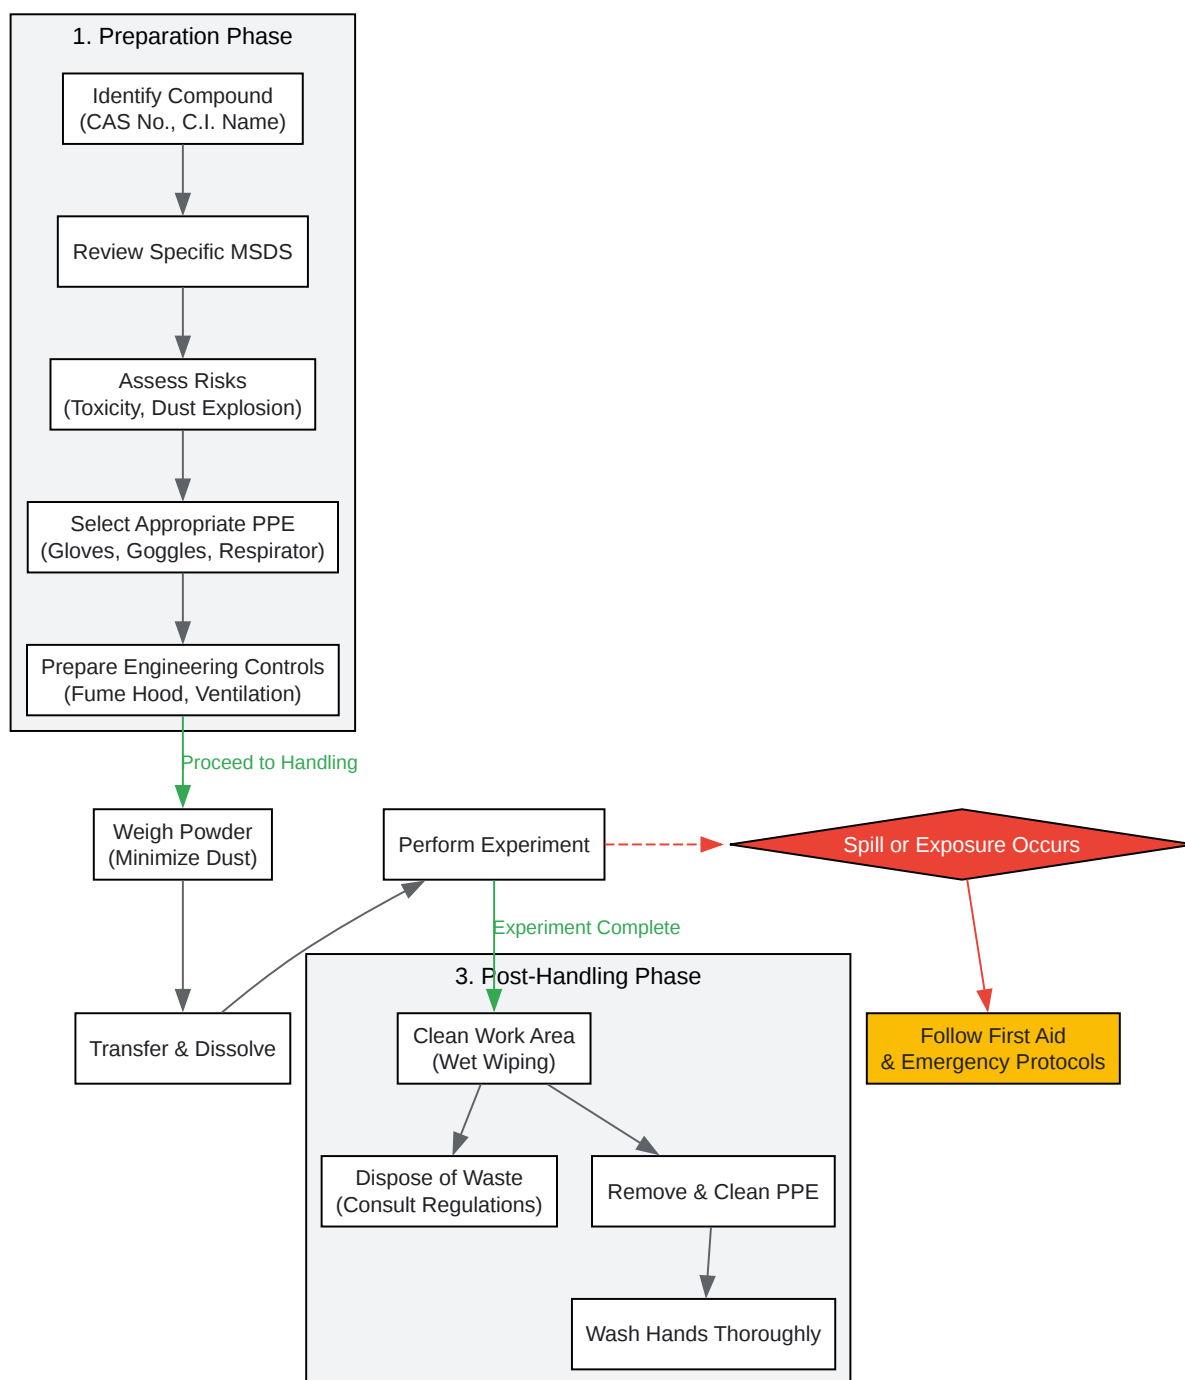 1. Preparation Phase
Identify Compound
(CAS No., C.I. Name)
Review Specific MSDS
Assess Risks
(Toxicity, Dust Explosion)
Select Appropriate PPE
(Gloves, Goggles, Respirator)
Prepare Engineering Controls
(Fume Hood, Ventilation)
Proceed to Handling
Weigh Powder
(Minimize Dust)
Transfer & Dissolve
Perform Experiment
Spill or Exposure Occurs
Follow First Aid
& Emergency Protocols
Experiment Complete
3. Post-Handling Phase
Clean Work Area
(Wet Wiping)
Dispose of Waste
(Consult Regulations)
Remove & Clean PPE
Wash Hands Thoroughly